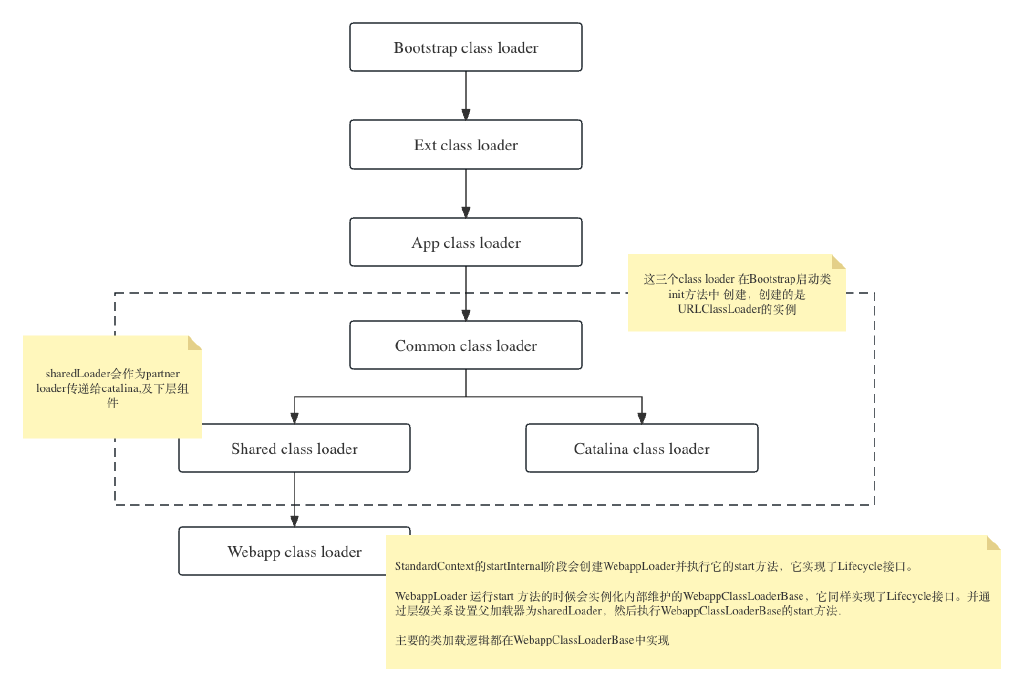 Bootstrap class loader
Ext class loader
App class loader
这三个class loader 在Bootstrap启动类
init方法中 创建，创建的是
URLClassLoader的实例
Common class loader
sharedLoader会作为partner
loader传递给catalina,及下层组
件
Shared class loader
Catalina class loader
Webapp class loader
StandardContext的startInternal阶段会创建WebappLoader并执行它的start方法，它实现了Lifecycle接口。
WebappLoader 运行start 方法的时候会实例化内部维护的WebappClassLoaderBase，它同样实现了Lifecycle接口。并通
过层级关系设置父加载器为sharedLoader，然后执行WebappClassLoaderBase的start方法.
主要的类加载逻辑都在WebappClassLoaderBase中实现